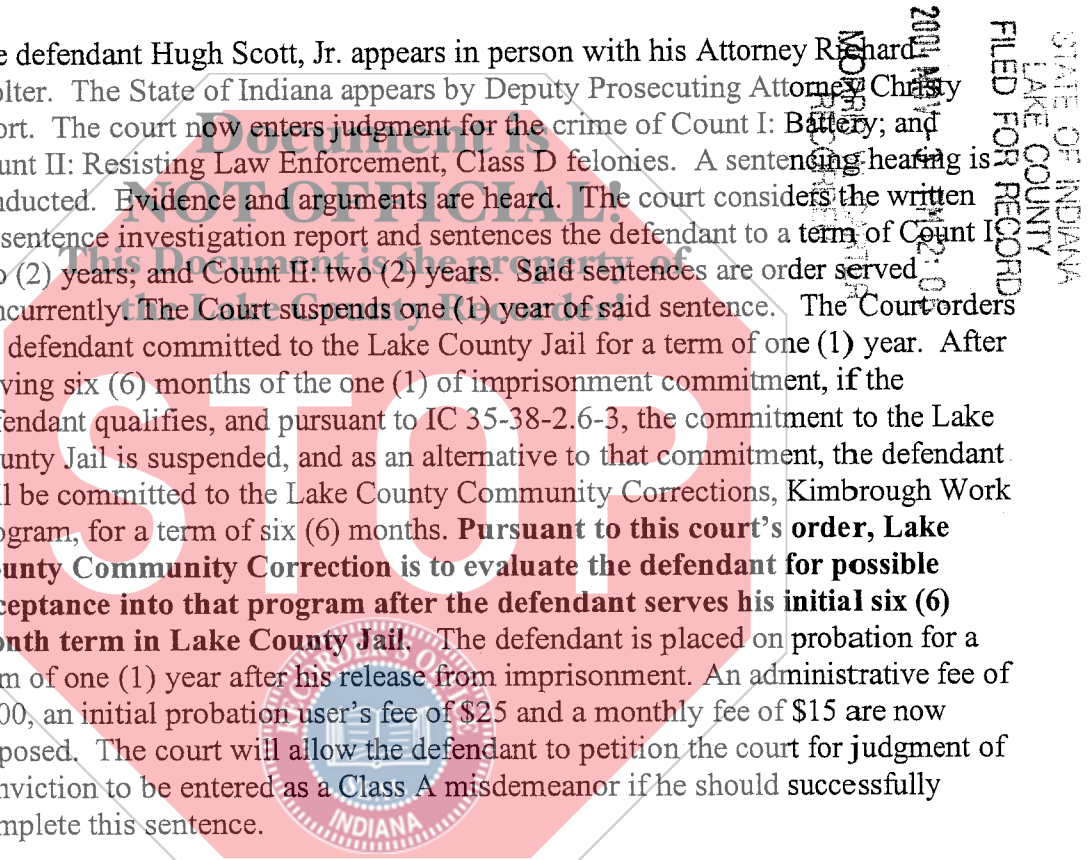 e defendant Hugh Scott, Jr. appears in person with his Attorney Richard
olter. The State of Indiana appears by Deputy Prosecuting Attorney Christy
ort. The court now enters judgment for the crime of Count I: Battery; and
unt II: Resisting Law Enforcement, Class D felonies. A sentencing hearing is
nducted. Evidence and arguments are heard. The court considers the written
sentence investigation report and sentences the defendant to a term of Count I
o (2) years; and Count II: two (2) years. Said sentences are order served
ncurrently. The Court suspends one (1) year of said sentence. The Court orders
defendant committed to the Lake County Jail for a term of one (1) year. After
ving six (6) months of the one (1) of imprisonment commitment, if the
fendant qualifies, and pursuant to IC 35-38-2.6-3, the commitment to the Lake
unty Jail is suspended, and as an alternative to that commitment, the defendant
l be committed to the Lake County Community Corrections, Kimbrough Work
ogram, for a term of six (6) months. Pursuant to this court's order, Lake
unty Community Correction is to evaluate the defendant for possible
ceptance into that program after the defendant serves his initial six (6)
onth term in Lake County Jail. The defendant is placed on probation for a
m of one (1) year after his release from imprisonment. An administrative fee of
00, an initial probation user's fee of $25 and a monthly fee of $15 are now
posed. The court will allow the defendant to petition the court for judgment of
nviction to be entered as a Class A misdemeanor if he should successfully
mplete this sentence.
STATE OF INDIANA
LAKE COUNTY
FILED FOR RECORD
Document is
NOT OFFICIAL!
This Document is the property of
the Lake County Recorder!
STOP
RECORDER'S OFFICE
INDIANA